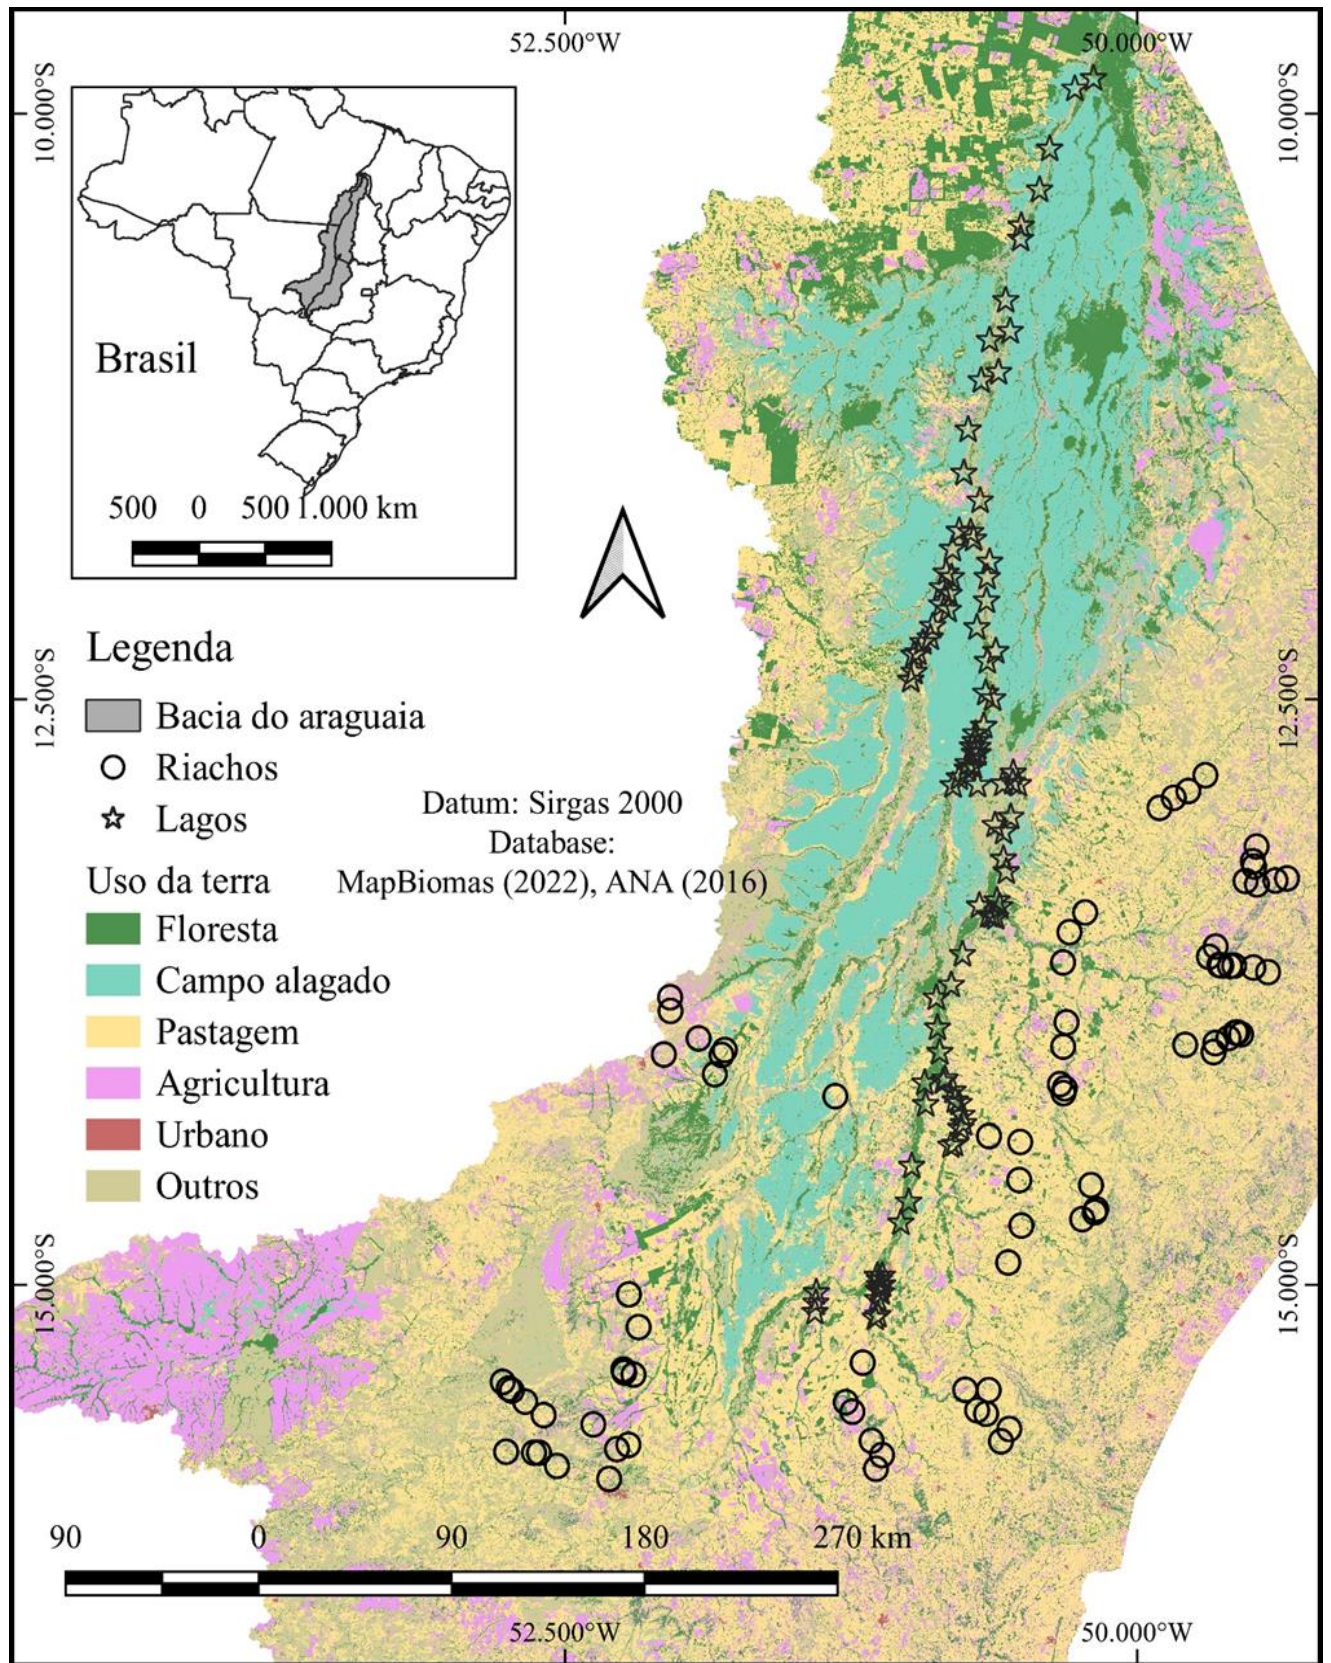 52.500°W 50.000°W
10.000°S 10.000°S
Brasil
500 0 500 1.000 km
Legenda
Bacia do araguaia
Riachos
Lagos
12.500°S 12.500°S
Datum: Sirgas 2000
Database:
MapBiomas (2022), ANA (2016)
Uso da terra
Floresta
Campo alagado
Pastagem
Agricultura
Urbano
Outros
15.000°S 15.000°S
90 0 90 180 270 km
52.500°W 50.000°W